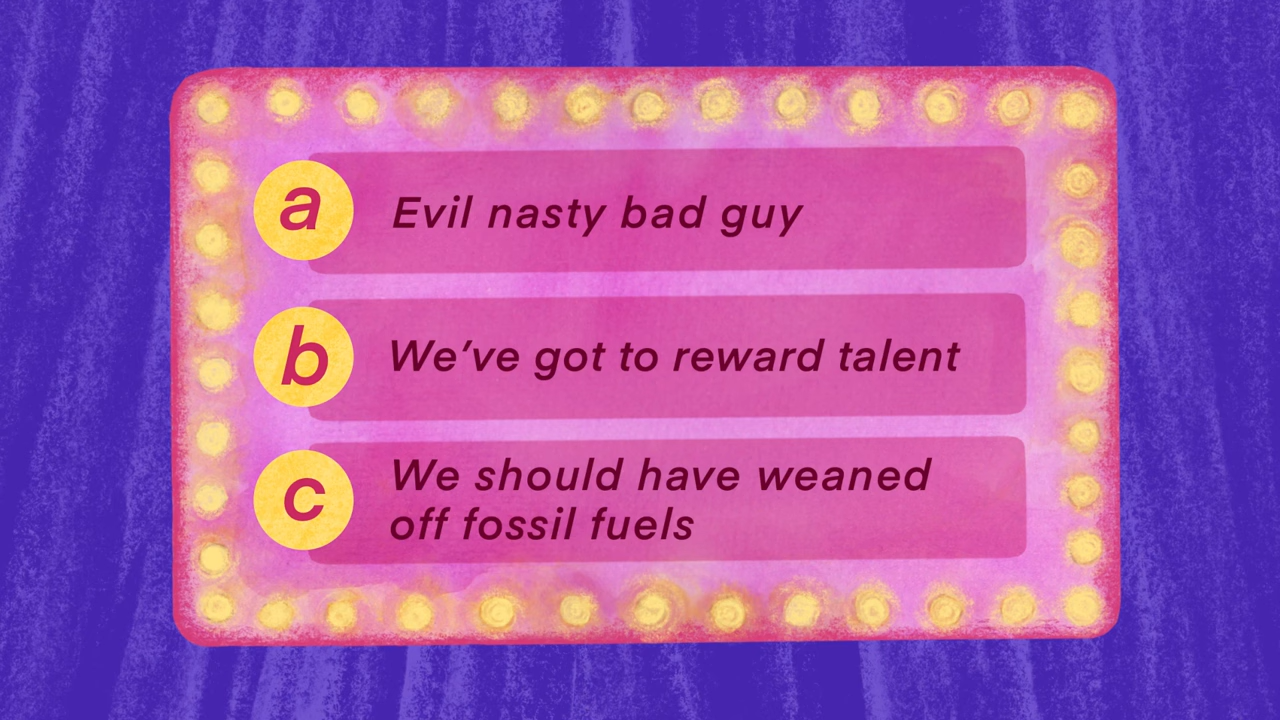 a Evil nasty bad guy
b We've got to reward talent
c We should have weaned
off fossil fuels